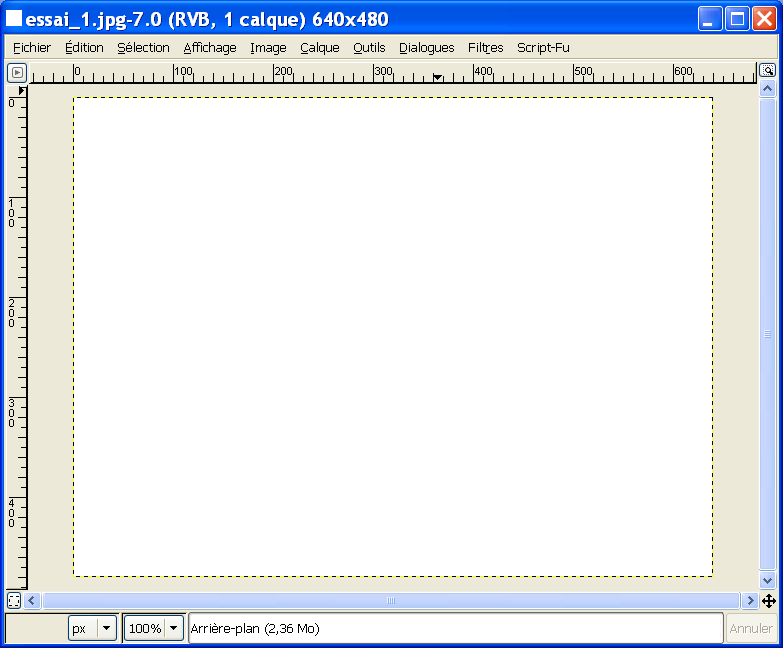 essai_1.jpg-7.0 (RVB, 1 calque) 640x480
Fichier Édition Sélection Affichage Image Calque Outils Dialogues Filtres Script-Fu
0 100 200 300 400 500 600
0
100
200
300
400
px 100% Arrière-plan (2,36 Mo) Annuler